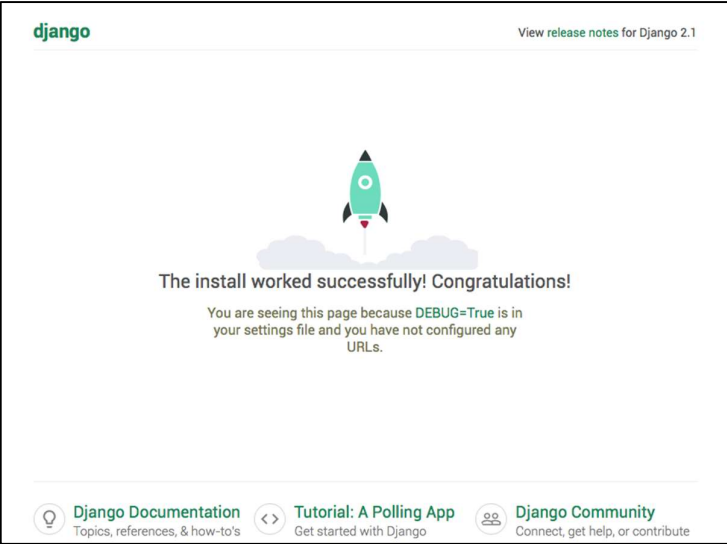 django
View release notes for Django 2.1
The install worked successfully! Congratulations!
You are seeing this page because DEBUG=True is in
your settings file and you have not configured any
URLs.
Django Documentation
Topics, references, & how-to's
Tutorial: A Polling App
Get started with Django
Django Community
Connect, get help, or contribute